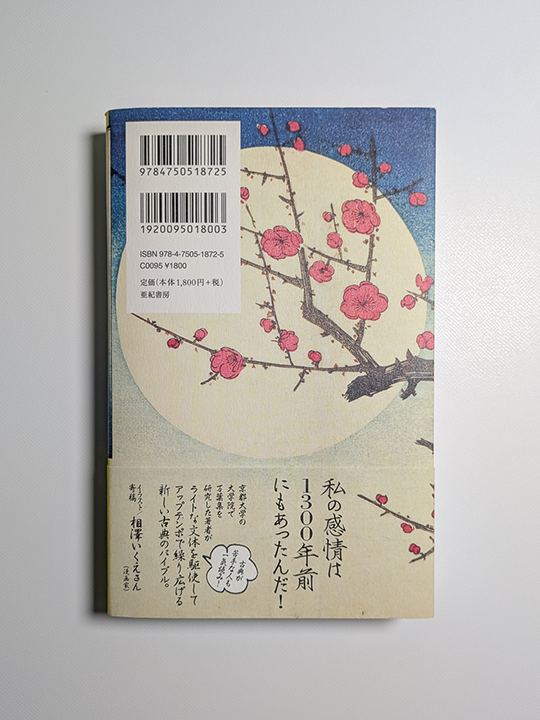 9784750518725
1920095018003
ISBN 978-4-7505-1872-5
C0095 ¥1800
定価(本体1,800円+税)
亜紀書房
私の感情は
1300年前
にもあったんだ!
京都大学の
大学院で
万葉集を
研究した著者が
ライトな文体を駆使して
アップテンポで繰り広げる
新しい古典のバイブル。
古典が
苦手な人も
一気読み!
イラスト/
寄稿
相澤いくえさん
(漫画家)